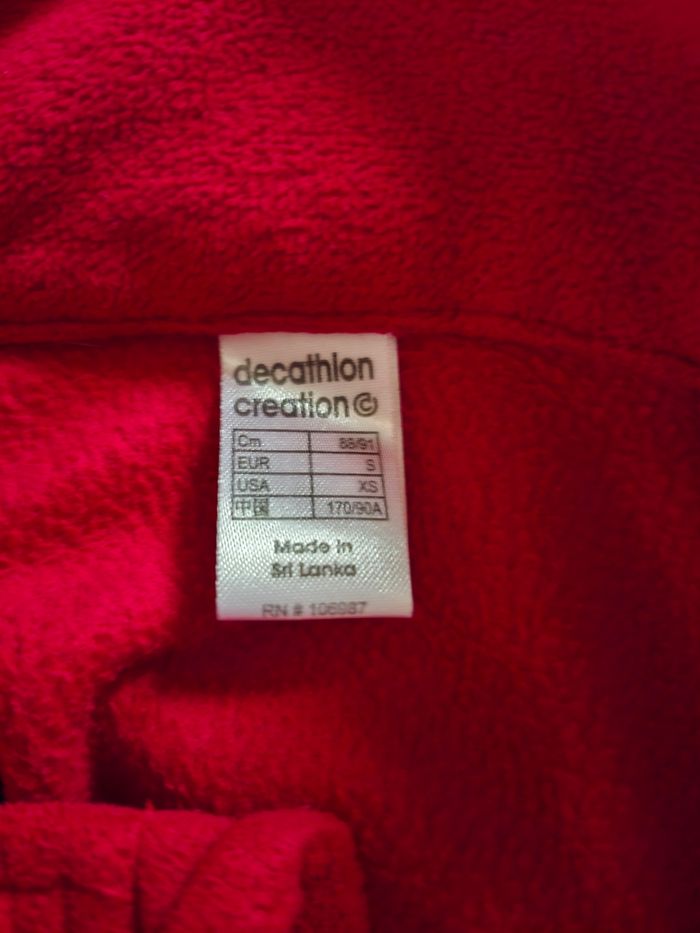 decathlon
creation
Cm 88/91
EUR S
USA XS
中国 170/90A
Made in
Sri Lanka
RN # 106987